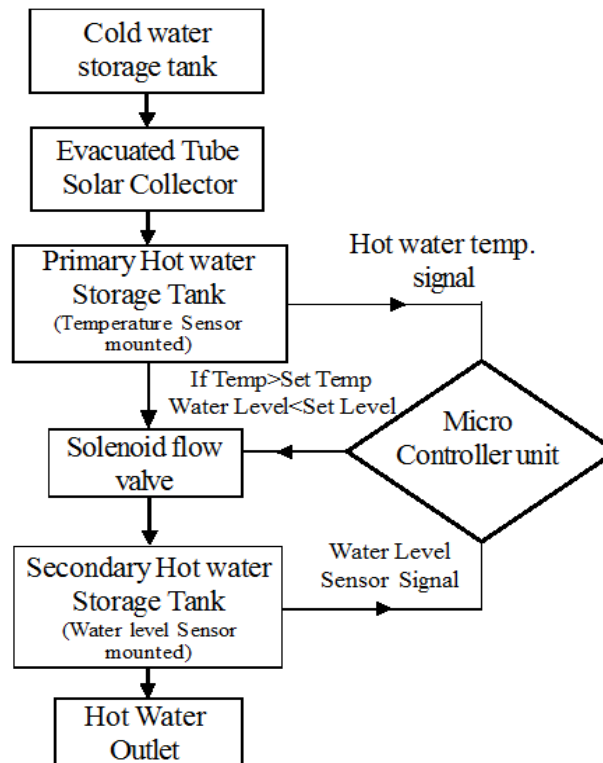 Cold water
storage tank
Evacuated Tube
Solar Collector
Primary Hot water
Storage Tank
(Temperature Sensor
mounted)
Hot water temp.
signal
If Temp>Set Temp
Water Level<Set Level
Micro
Controller unit
Solenoid flow
valve
Secondary Hot water
Storage Tank
(Water level Sensor
mounted)
Water Level
Sensor Signal
Hot Water
Outlet